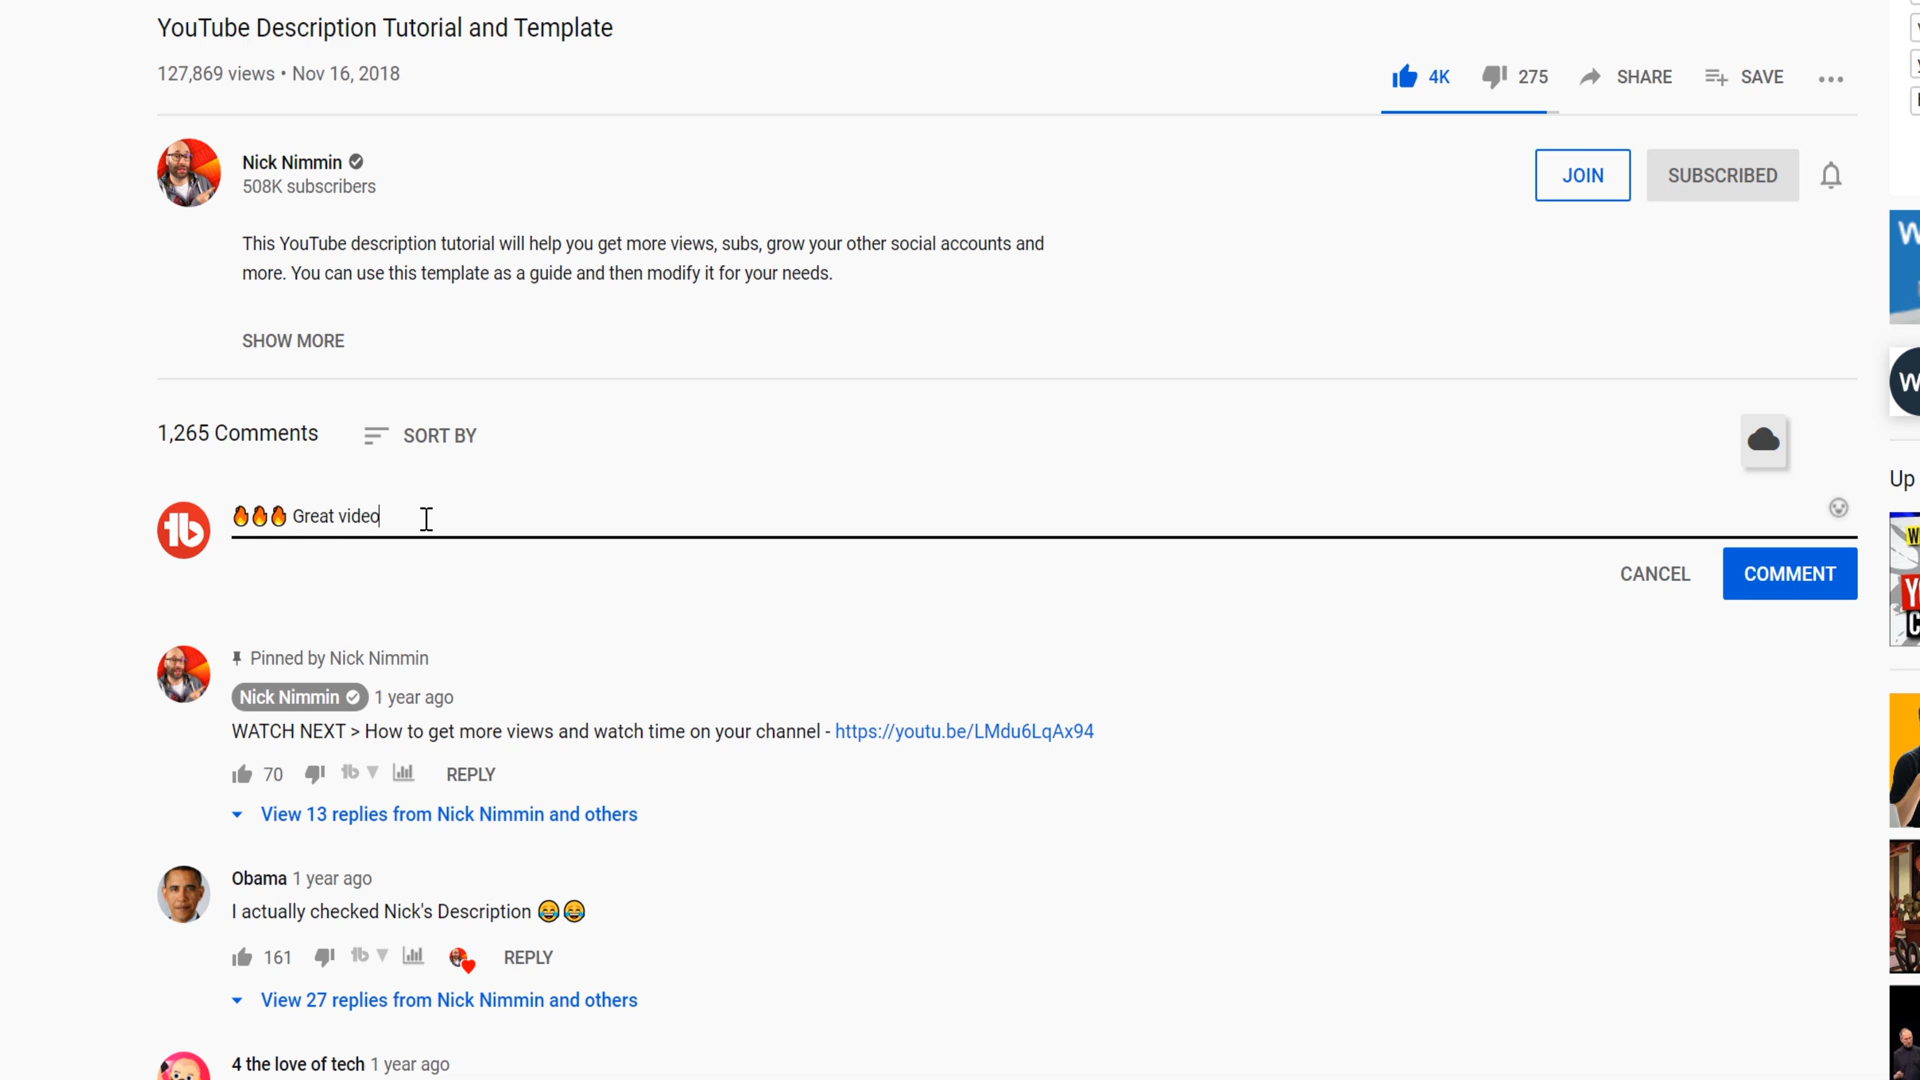 YouTube Description Tutorial and Template
127,869 views • Nov 16, 2018
4K 275 SHARE SAVE
Nick Nimmin
508K subscribers
JOIN SUBSCRIBED
This YouTube description tutorial will help you get more views, subs, grow your other social accounts and
more. You can use this template as a guide and then modify it for your needs.
SHOW MORE
1,265 Comments SORT BY
Up
🔥🔥🔥 Great video
CANCEL COMMENT
Pinned by Nick Nimmin
Nick Nimmin 1 year ago
WATCH NEXT > How to get more views and watch time on your channel - https://youtu.be/LMdu6LqAx94
70 REPLY
View 13 replies from Nick Nimmin and others
Obama 1 year ago
I actually checked Nick's Description 😂😂
161 REPLY
View 27 replies from Nick Nimmin and others
4 the love of tech 1 year ago